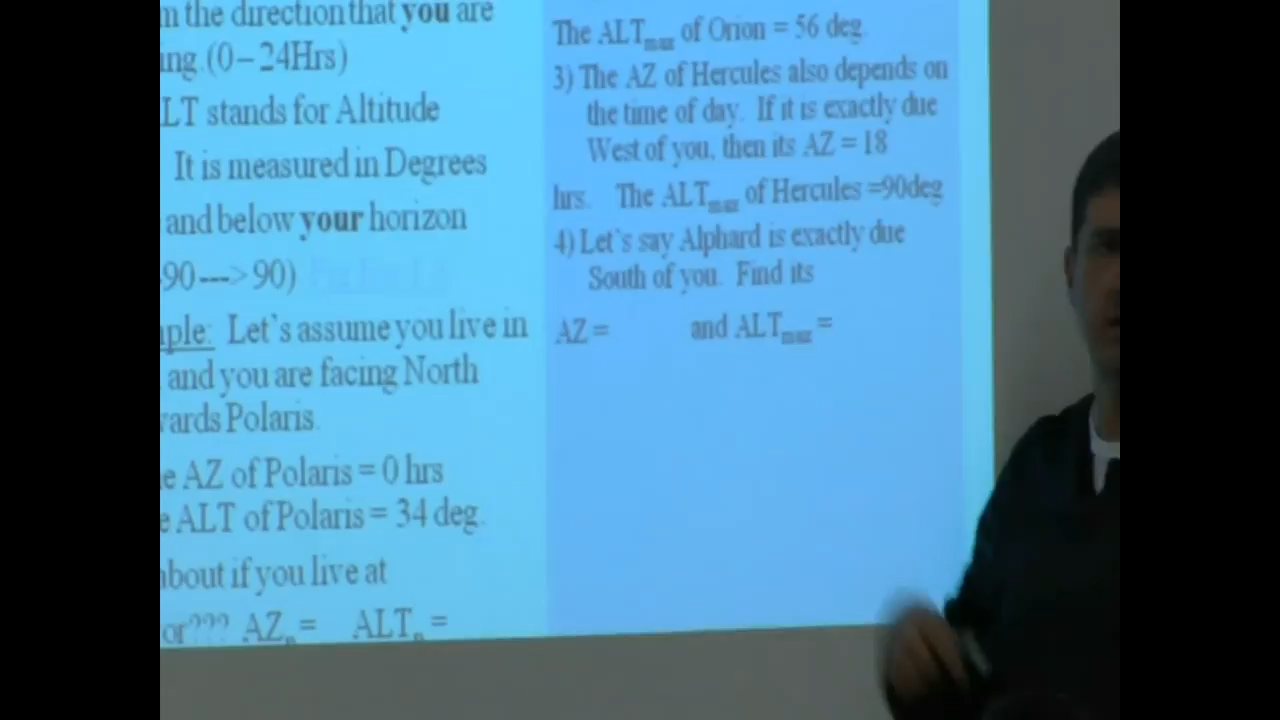 the direction that you are
ing (0–24Hrs)
LT stands for Altitude
It is measured in Degrees
and below your horizon
90--->90)
ple: Let's assume you live in
and you are facing North
ards Polaris.
e AZ of Polaris = 0 hrs
e ALT of Polaris = 34 deg.
bout if you live at
or??? AZ = ALT =
The ALTmax of Orion = 56 deg.
3) The AZ of Hercules also depends on
the time of day. If it is exactly due
West of you, then its AZ = 18
hrs. The ALTmax of Hercules =90deg
4) Let's say Alphard is exactly due
South of you. Find its
AZ = and ALTmax =